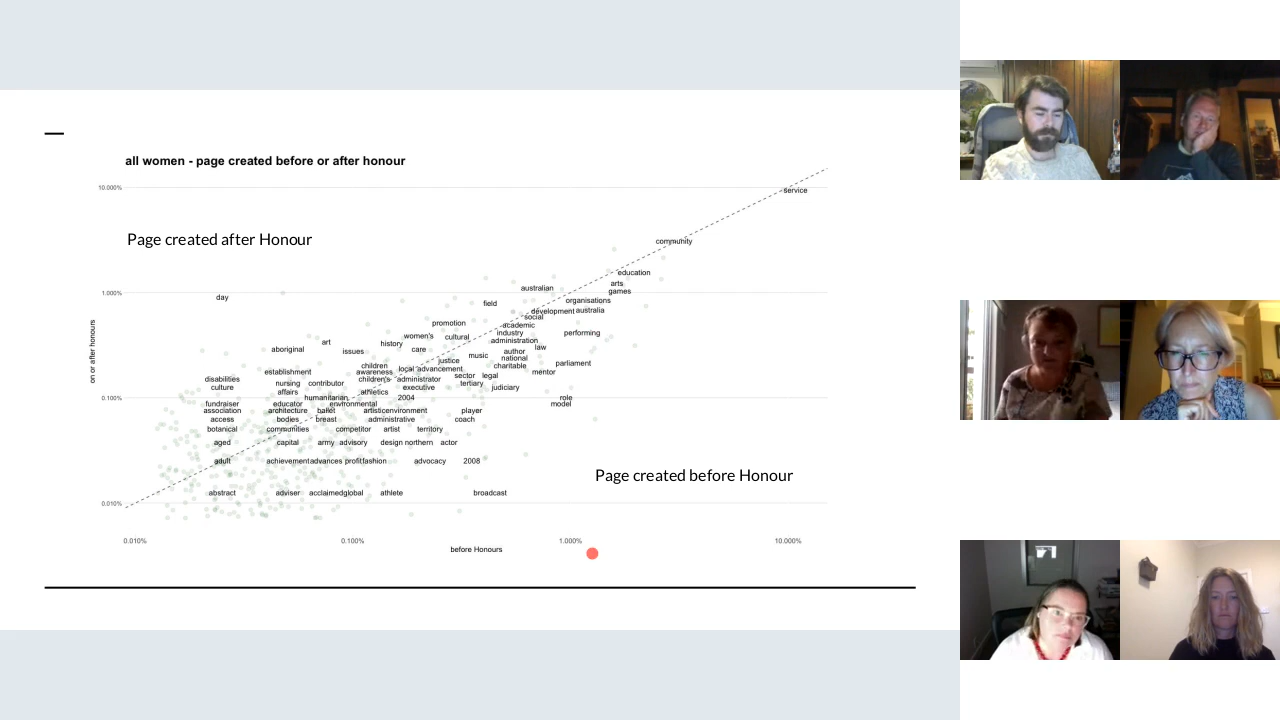 all women - page created before or after honour
10.000%
service
Page created after Honour
community
education
arts
australian
games
1.000%
day
field
organisations
development australia
social
promotion
academic
women's
cultural
industry
performing
administration
art
history
law
aboriginal
issues
care
author
national
justice
music
parliament
children
charitable
local advancement
establishment
awareness
mentor
disabilities
children's
administrator
sector
legal
culture
nursing
contributor
executive
tertiary
judiciary
affairs
athletics
humanitarian
2004
role
fundraiser
educator
environmental
model
association
architecture
ballet
artistic environment
player
access
bodies
breast
administrative
coach
botanical
communities
competitor
artist
territory
aged
capital
army
advisory
design northern
actor
adult
achievement advances profit fashion
advocacy
2008
Page created before Honour
abstract
adviser
acclaimed global
athlete
broadcast
0.100%
0.010%
on or after honours
0.010%
0.100%
1.000%
10.000%
before Honours